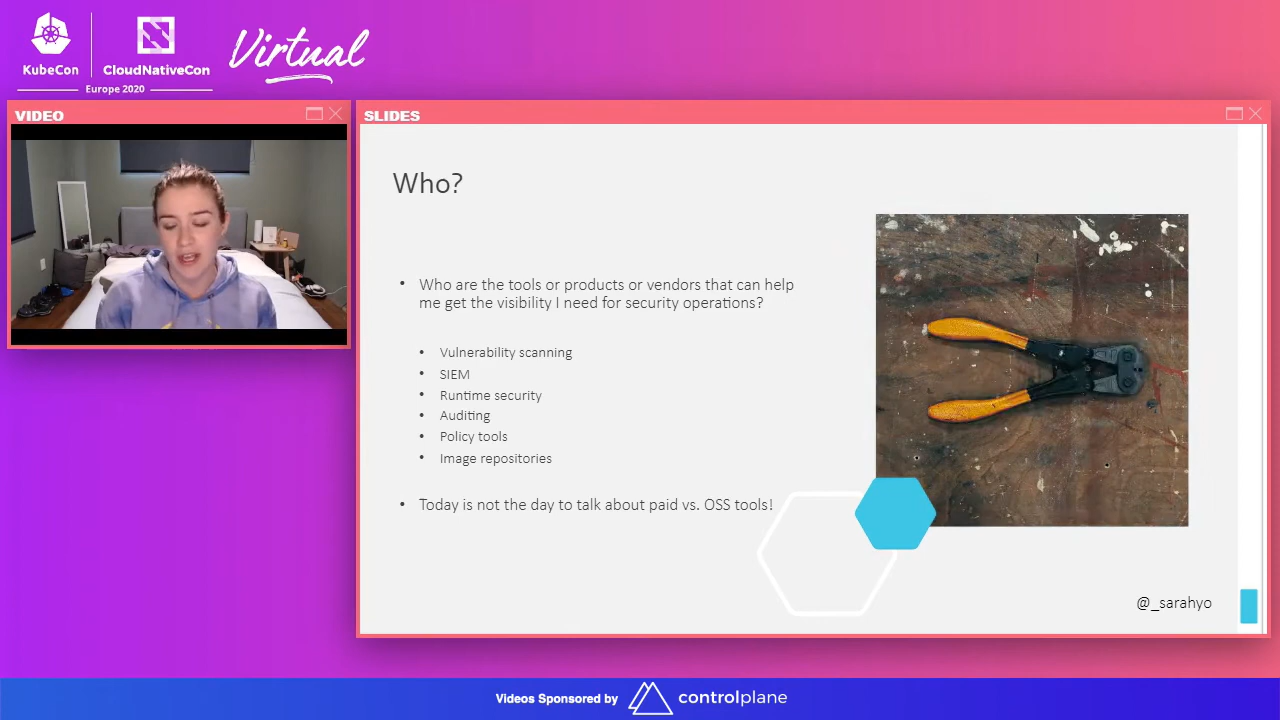 KubeCon
CloudNativeCon
Virtual
Europe 2020
VIDEO
SLIDES
Who?
• Who are the tools or products or vendors that can help
me get the visibility I need for security operations?
• Vulnerability scanning
• SIEM
• Runtime security
• Auditing
• Policy tools
• Image repositories
• Today is not the day to talk about paid vs. OSS tools!
@_sarahyo
Videos Sponsored by
controlplane